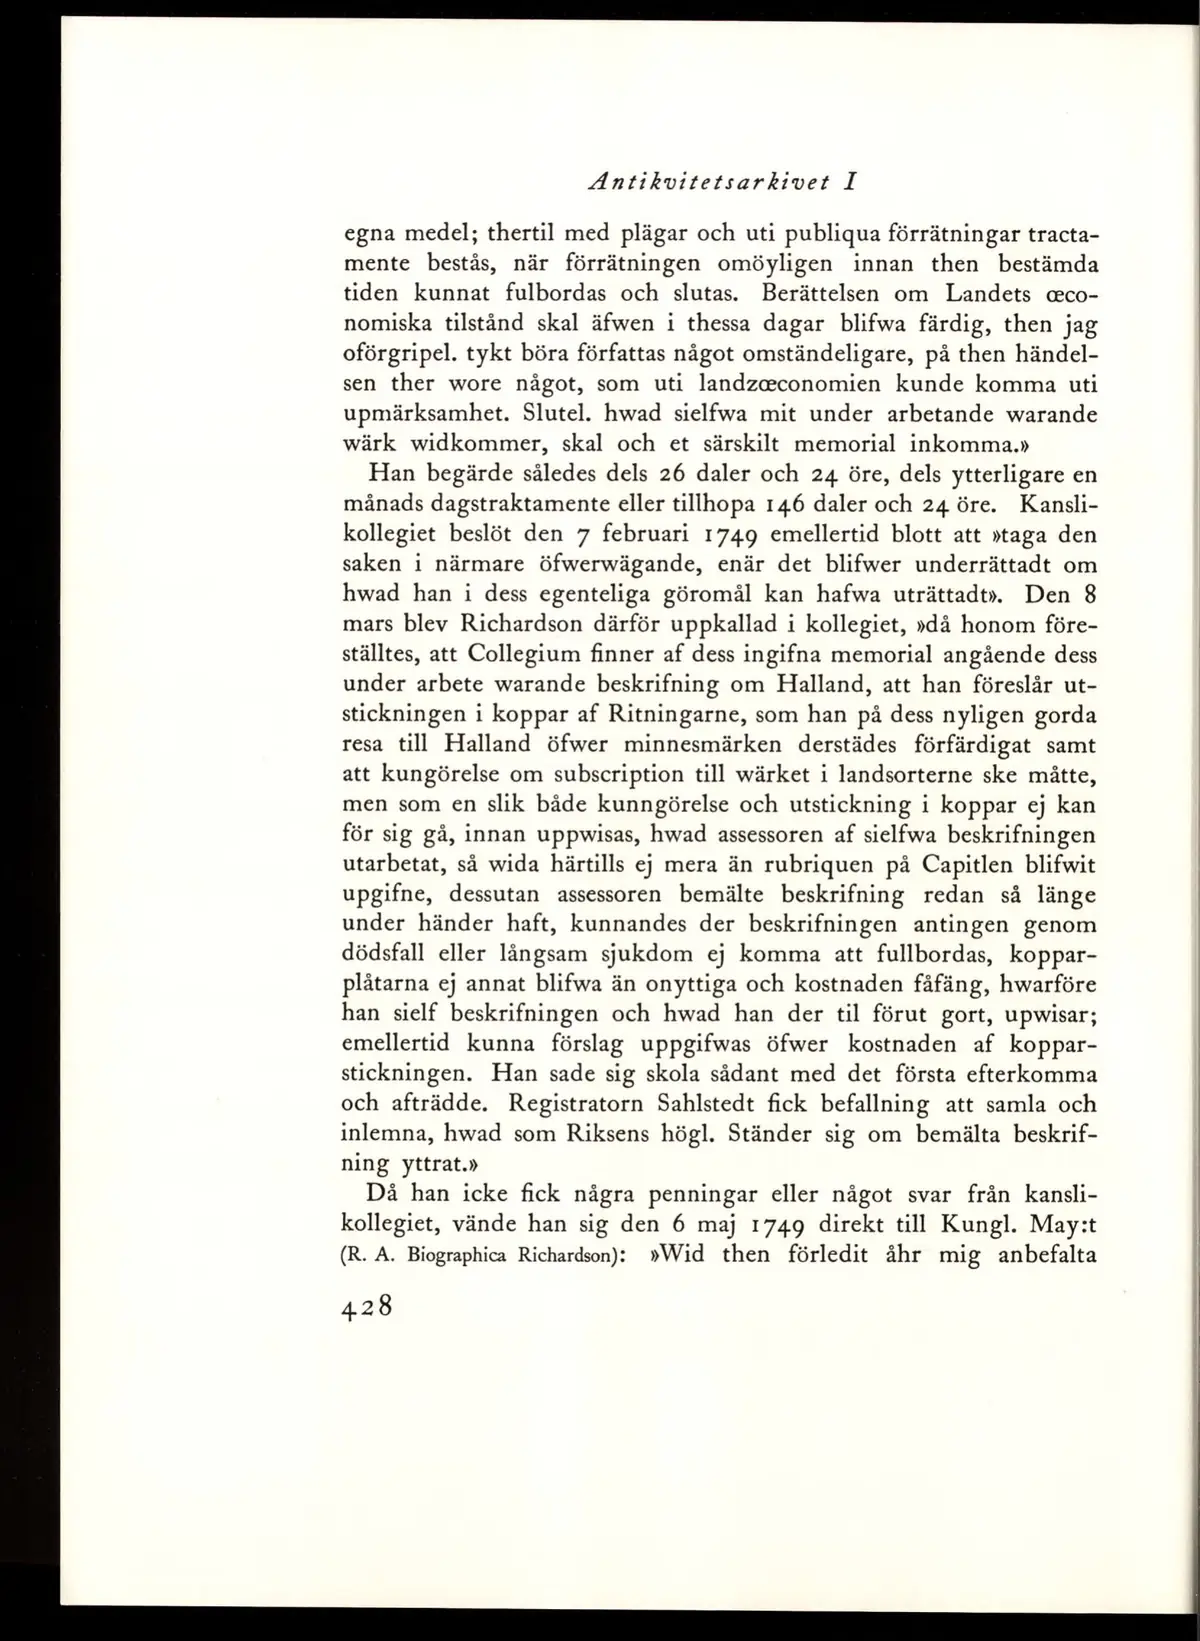 Antikvitetsarkivet I
egna medel; thertil med plägar och uti publiqua förrätningar tracta-
mente bestås, när förrätningen omöyligen innan then bestämda
tiden kunnat fulbordas och slutas. Berättelsen om Landets œco-
nomiska tilstånd skal äfwen i thessa dagar blifwa färdig, then jag
oförgripel. tykt böra författas något omständeligare, på then händel-
sen ther wore något, som uti landzœconomien kunde komma uti
upmärksamhet. Slutel. hwad sielfwa mit under arbetande warande
wärk widkommer, skal och et särskilt memorial inkomma.»
Han begärde således dels 26 daler och 24 öre, dels ytterligare en
månads dagstraktamente eller tillhopa 146 daler och 24 öre. Kansli-
kollegiet beslöt den 7 februari 1749 emellertid blott att »taga den
saken i närmare öfwerwägande, enär det blifwer underrättadt om
hwad han i dess egenteliga göromål kan hafwa uträttadt». Den 8
mars blev Richardson därför uppkallad i kollegiet, »då honom före-
ställtes, att Collegium finner af dess ingifna memorial angående dess
under arbete warande beskrifning om Halland, att han föreslår ut-
stickningen i koppar af Ritningarne, som han på dess nyligen gorda
resa till Halland öfwer minnesmärken derstädes förfärdigat samt
att kungörelse om subscription till wärket i landsorterne ske måtte,
men som en slik både kunngörelse och utstickning i koppar ej kan
för sig gå, innan uppwisas, hwad assessoren af sielfwa beskrifningen
utarbetat, så wida härtills ej mera än rubriquen på Capitlen blifwit
upgifne, dessutan assessoren bemälte beskrifning redan så länge
under händer haft, kunnandes der beskrifningen antingen genom
dödsfall eller långsam sjukdom ej komma att fullbordas, koppar-
plåtarna ej annat blifwa än onyttiga och kostnaden fåfäng, hwarföre
han sielf beskrifningen och hwad han der til förut gort, upwisar;
emellertid kunna förslag uppgifwas öfwer kostnaden af koppar-
stickningen. Han sade sig skola sådant med det första efterkomma
och afträdde. Registratorn Sahlstedt fick befallning att samla och
inlemna, hwad som Riksens högl. Ständer sig om bemälta beskrif-
ning yttrat.»
Då han icke fick några penningar eller något svar från kansli-
kollegiet, vände han sig den 6 maj 1749 direkt till Kungl. May:t
(R. A. Biographica Richardson): »Wid then förledit åhr mig anbefalta
428